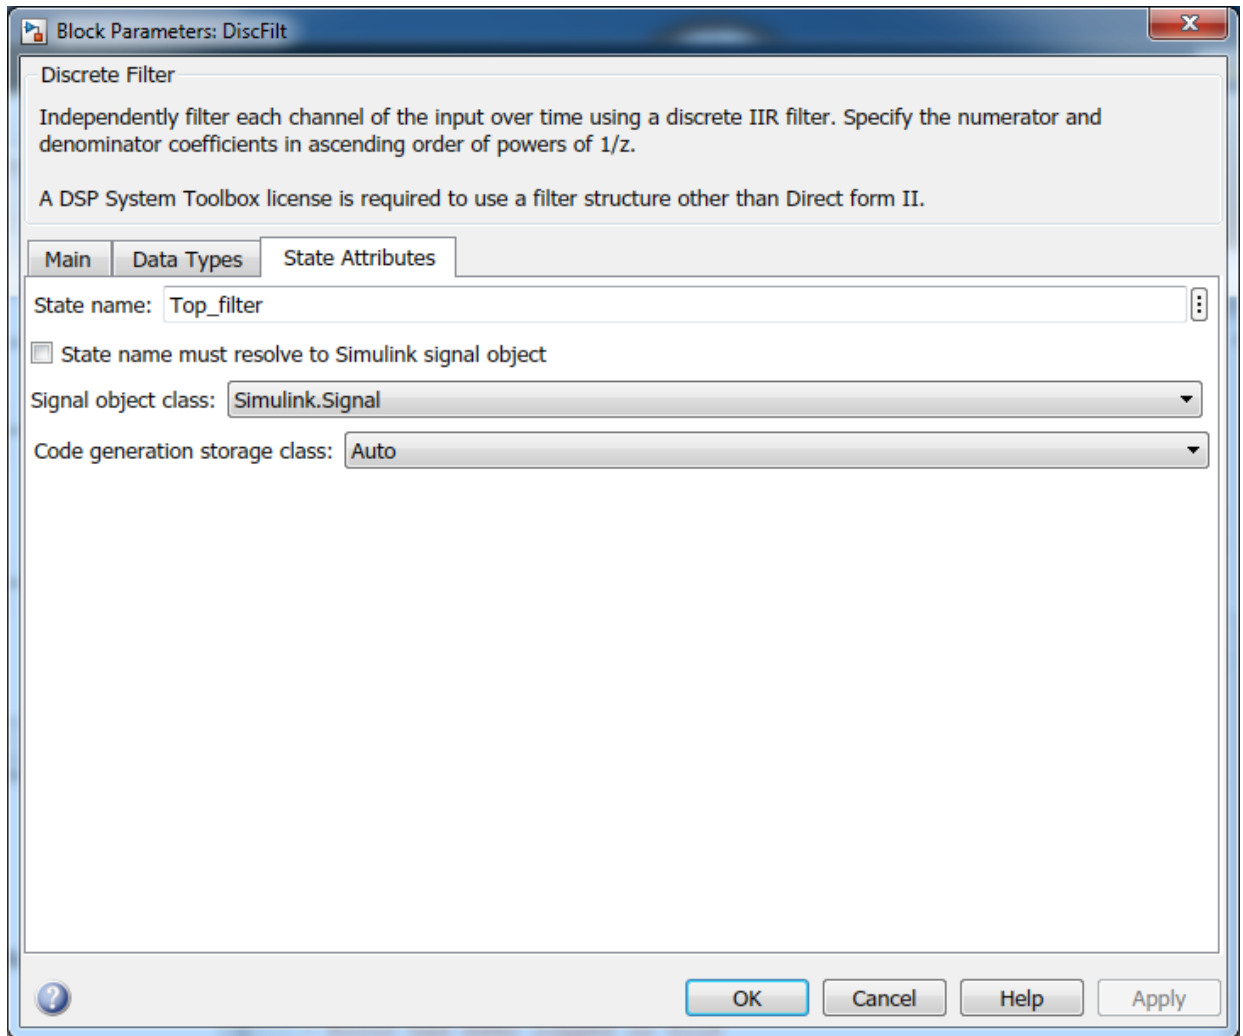 Block Parameters: DiscFilt
Discrete Filter
Independently filter each channel of the input over time using a discrete IIR filter. Specify the numerator and
denominator coefficients in ascending order of powers of 1/z.
A DSP System Toolbox license is required to use a filter structure other than Direct form II.
Main Data Types State Attributes
State name: Top_filter
State name must resolve to Simulink signal object
Signal object class: Simulink.Signal
Code generation storage class: Auto
OK Cancel Help Apply